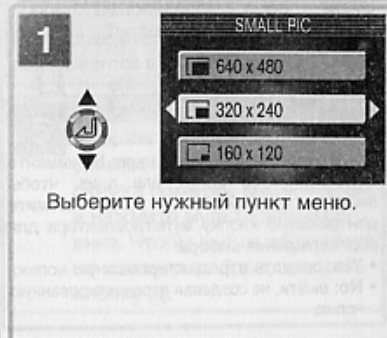 1
SMALL PIC
640 x 480
320 x 240
160 x 120
Выберите нужный пункт меню.